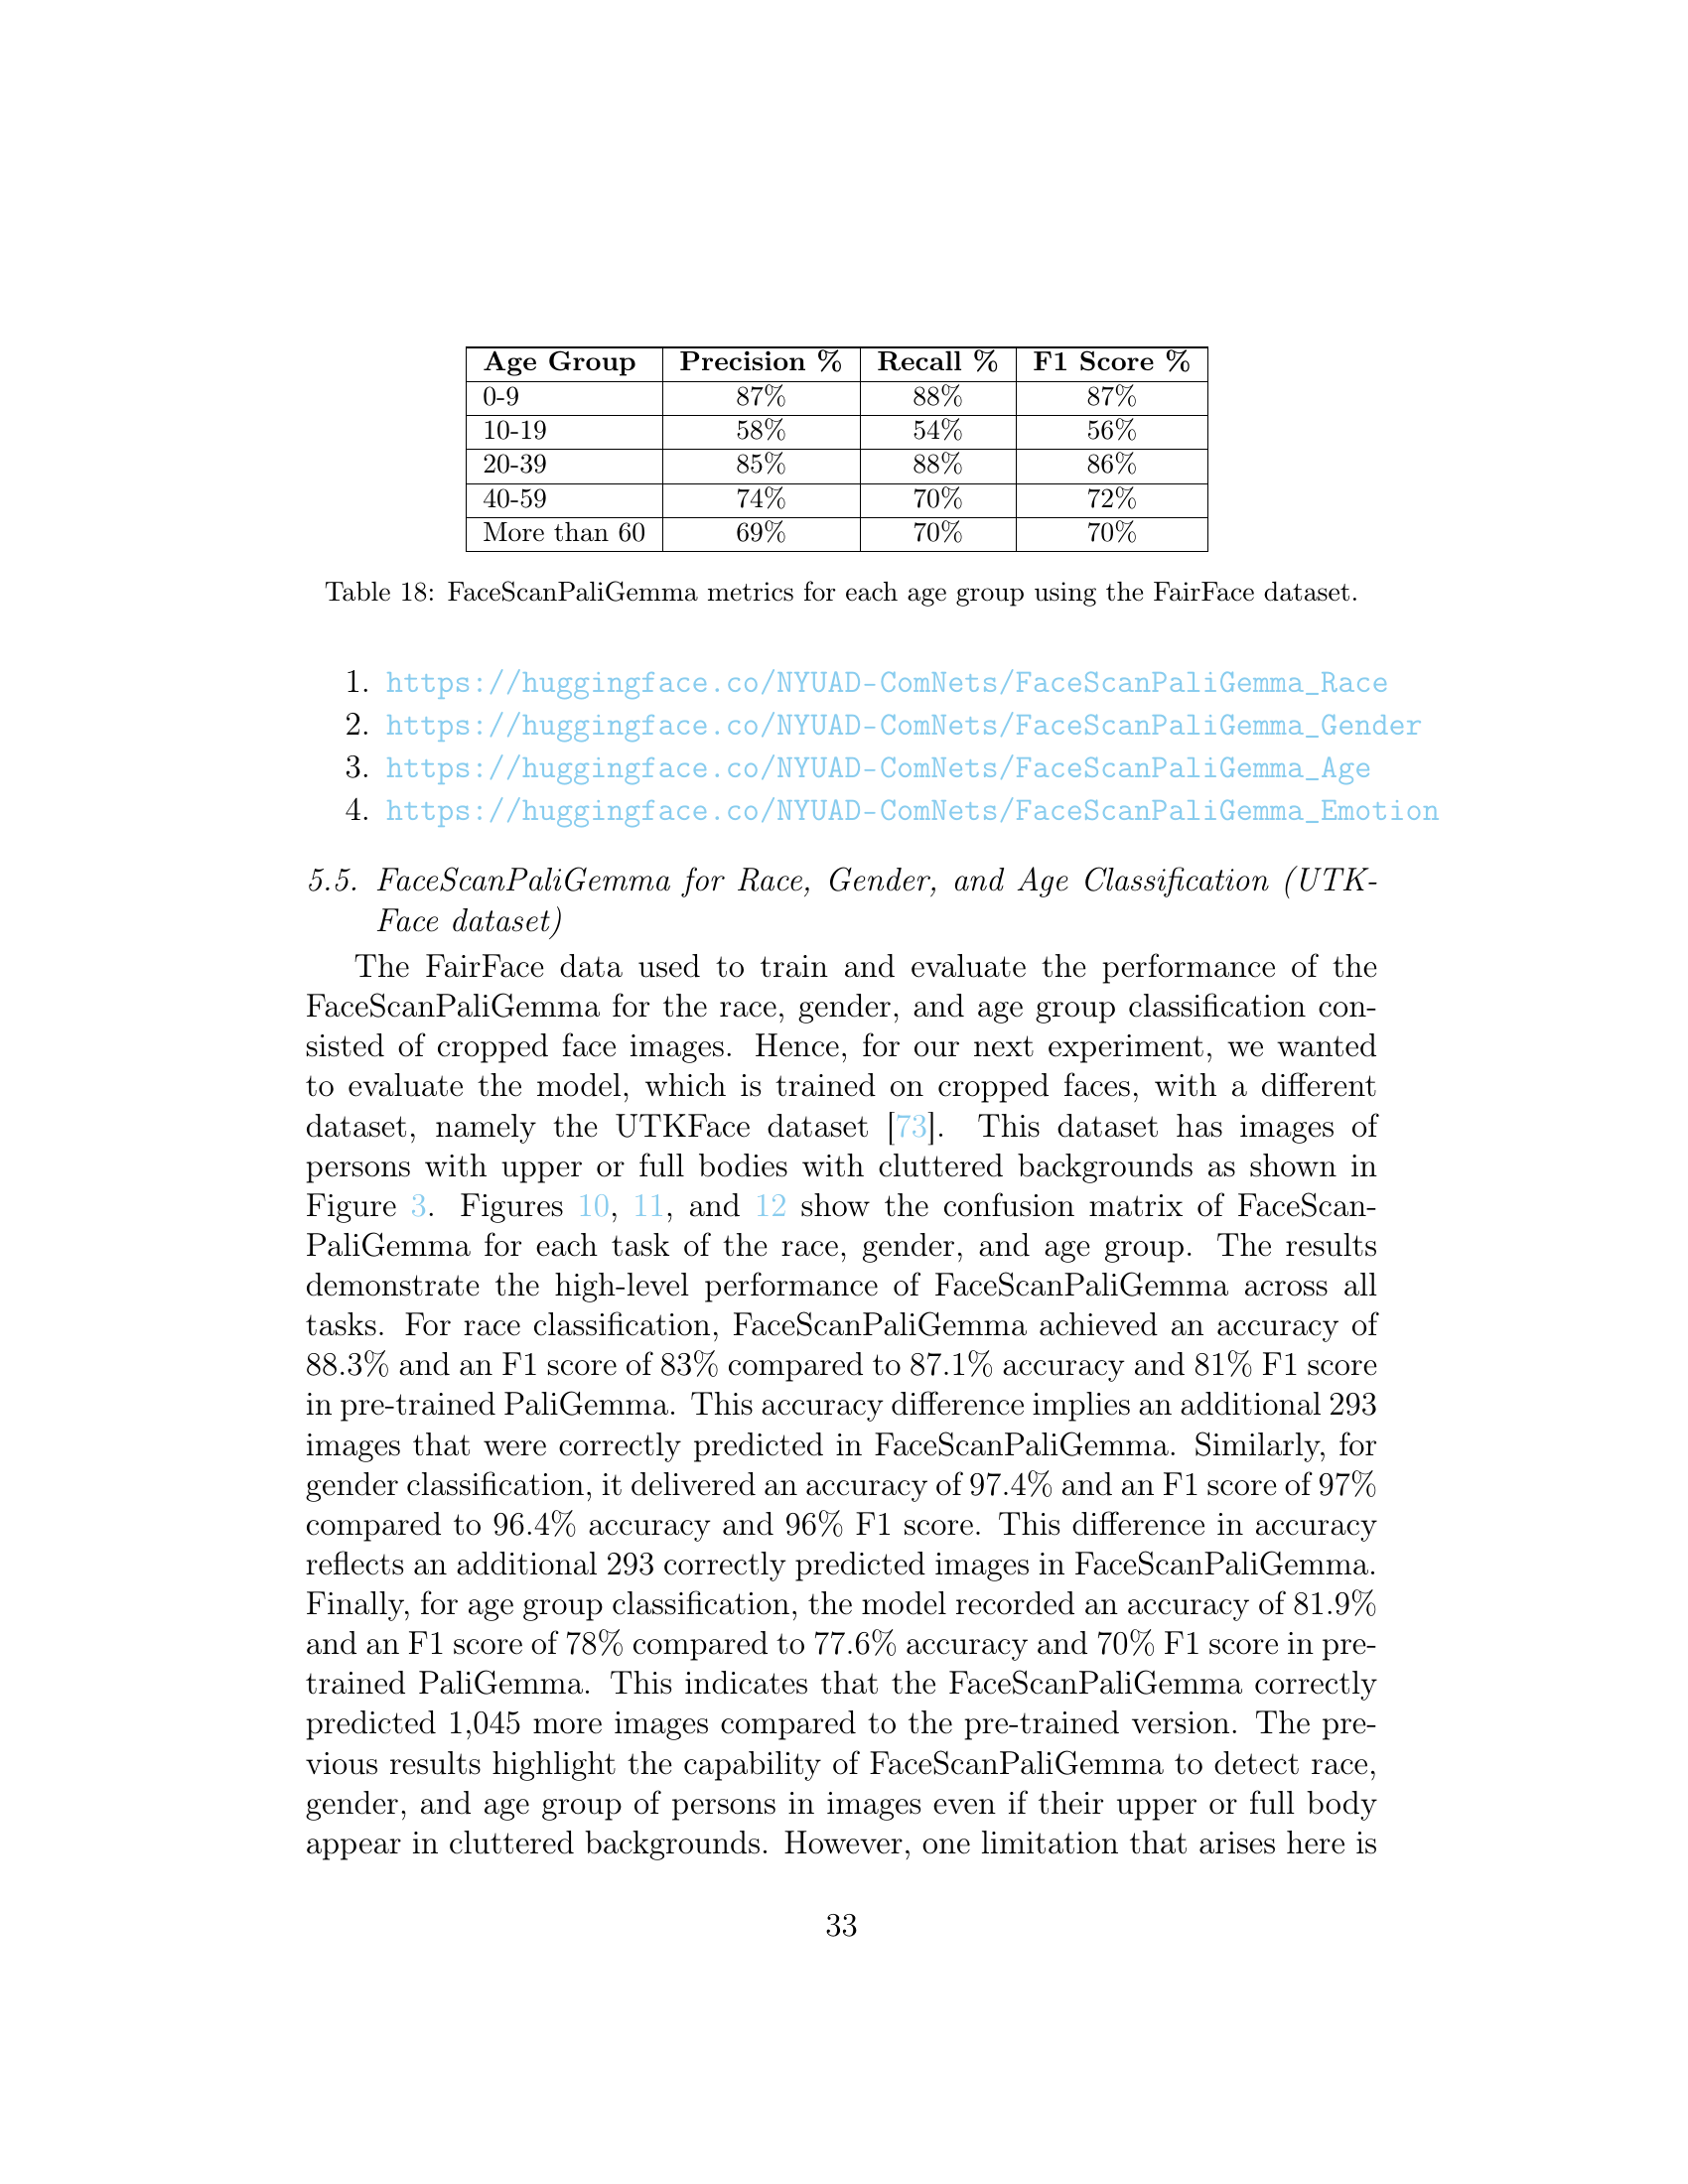 Age Group Precision % Recall % F1 Score %
0-9 87% 88% 87%
10-19 58% 54% 56%
20-39 85% 88% 86%
40-59 74% 70% 72%
More than 60 69% 70% 70%
Table 18: FaceScanPaliGemma metrics for each age group using the FairFace dataset.
1. https://huggingface.co/NYUAD-ComNets/FaceScanPaliGemma_Race
2. https://huggingface.co/NYUAD-ComNets/FaceScanPaliGemma_Gender
3. https://huggingface.co/NYUAD-ComNets/FaceScanPaliGemma_Age
4. https://huggingface.co/NYUAD-ComNets/FaceScanPaliGemma_Emotion
5.5. FaceScanPaliGemma for Race, Gender, and Age Classification (UTK-
Face dataset)
The FairFace data used to train and evaluate the performance of the
FaceScanPaliGemma for the race, gender, and age group classification con-
sisted of cropped face images. Hence, for our next experiment, we wanted
to evaluate the model, which is trained on cropped faces, with a different
dataset, namely the UTKFace dataset [73]. This dataset has images of
persons with upper or full bodies with cluttered backgrounds as shown in
Figure 3. Figures 10, 11, and 12 show the confusion matrix of FaceScan-
PaliGemma for each task of the race, gender, and age group. The results
demonstrate the high-level performance of FaceScanPaliGemma across all
tasks. For race classification, FaceScanPaliGemma achieved an accuracy of
88.3% and an F1 score of 83% compared to 87.1% accuracy and 81% F1 score
in pre-trained PaliGemma. This accuracy difference implies an additional 293
images that were correctly predicted in FaceScanPaliGemma. Similarly, for
gender classification, it delivered an accuracy of 97.4% and an F1 score of 97%
compared to 96.4% accuracy and 96% F1 score. This difference in accuracy
reflects an additional 293 correctly predicted images in FaceScanPaliGemma.
Finally, for age group classification, the model recorded an accuracy of 81.9%
and an F1 score of 78% compared to 77.6% accuracy and 70% F1 score in pre-
trained PaliGemma. This indicates that the FaceScanPaliGemma correctly
predicted 1,045 more images compared to the pre-trained version. The pre-
vious results highlight the capability of FaceScanPaliGemma to detect race,
gender, and age group of persons in images even if their upper or full body
appear in cluttered backgrounds. However, one limitation that arises here is
33